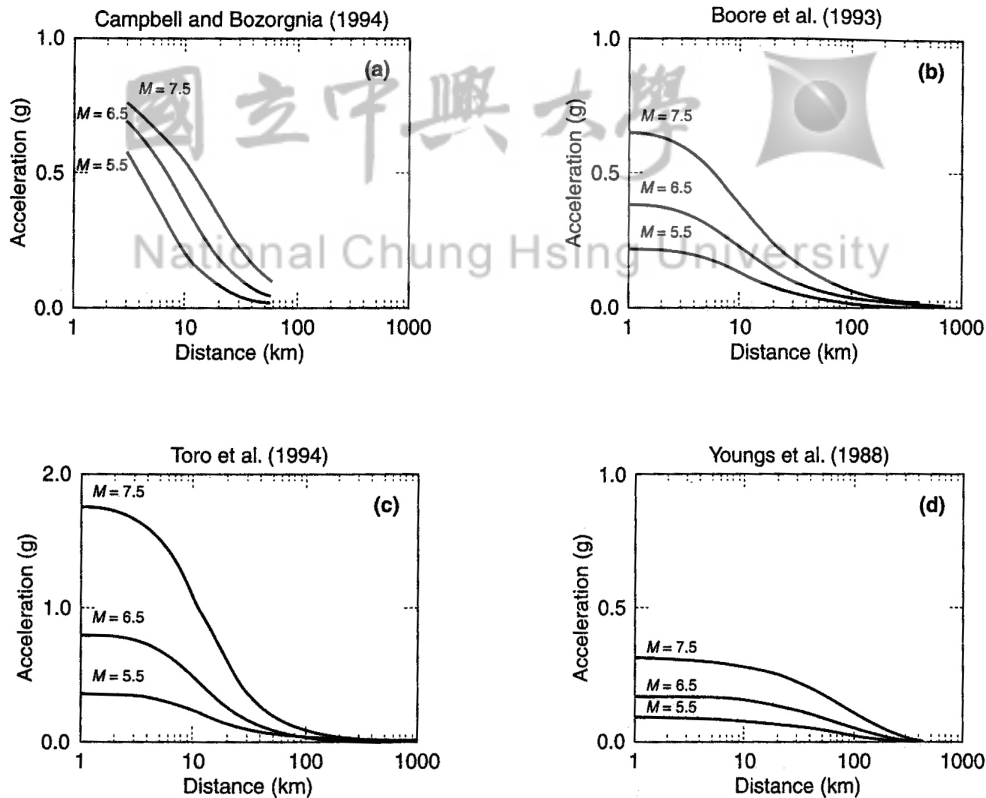 Campbell and Bozorgnia (1994)
(a)
Acceleration (g)
1.0
0.5
0.0
M = 7.5
M = 6.5
M = 5.5
1 10 100 1000
Distance (km)
Boore et al. (1993)
(b)
Acceleration (g)
1.0
0.5
0.0
M = 7.5
M = 6.5
M = 5.5
1 10 100 1000
Distance (km)
國立中興大學
National Chung Hsing University
Toro et al. (1994)
(c)
Acceleration (g)
2.0
1.0
0.0
M = 7.5
M = 6.5
M = 5.5
1 10 100 1000
Distance (km)
Youngs et al. (1988)
(d)
Acceleration (g)
1.0
0.5
0.0
M = 7.5
M = 6.5
M = 5.5
1 10 100 1000
Distance (km)